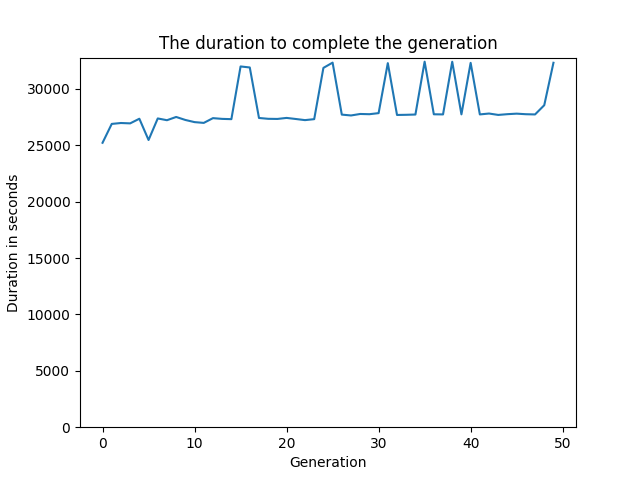 The duration to complete the generation
30000
25000
20000
15000
10000
5000
0
Duration in seconds
0 10 20 30 40 50
Generation